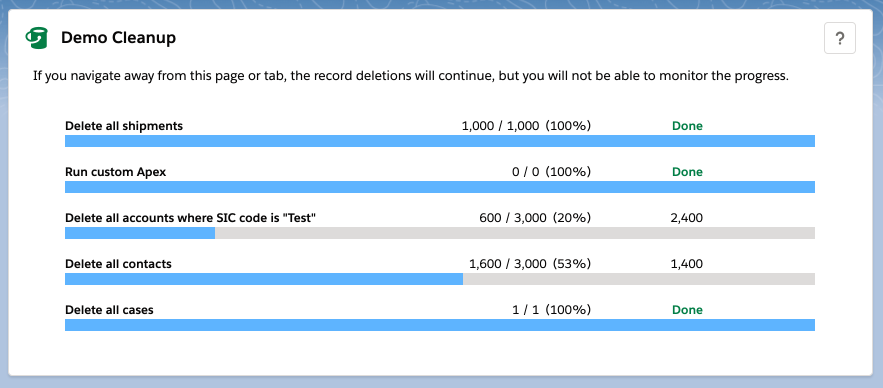 Demo Cleanup
?
If you navigate away from this page or tab, the record deletions will continue, but you will not be able to monitor the progress.
Delete all shipments 1,000 / 1,000 (100%) Done
Run custom Apex 0 / 0 (100%) Done
Delete all accounts where SIC code is "Test" 600 / 3,000 (20%) 2,400
Delete all contacts 1,600 / 3,000 (53%) 1,400
Delete all cases 1 / 1 (100%) Done